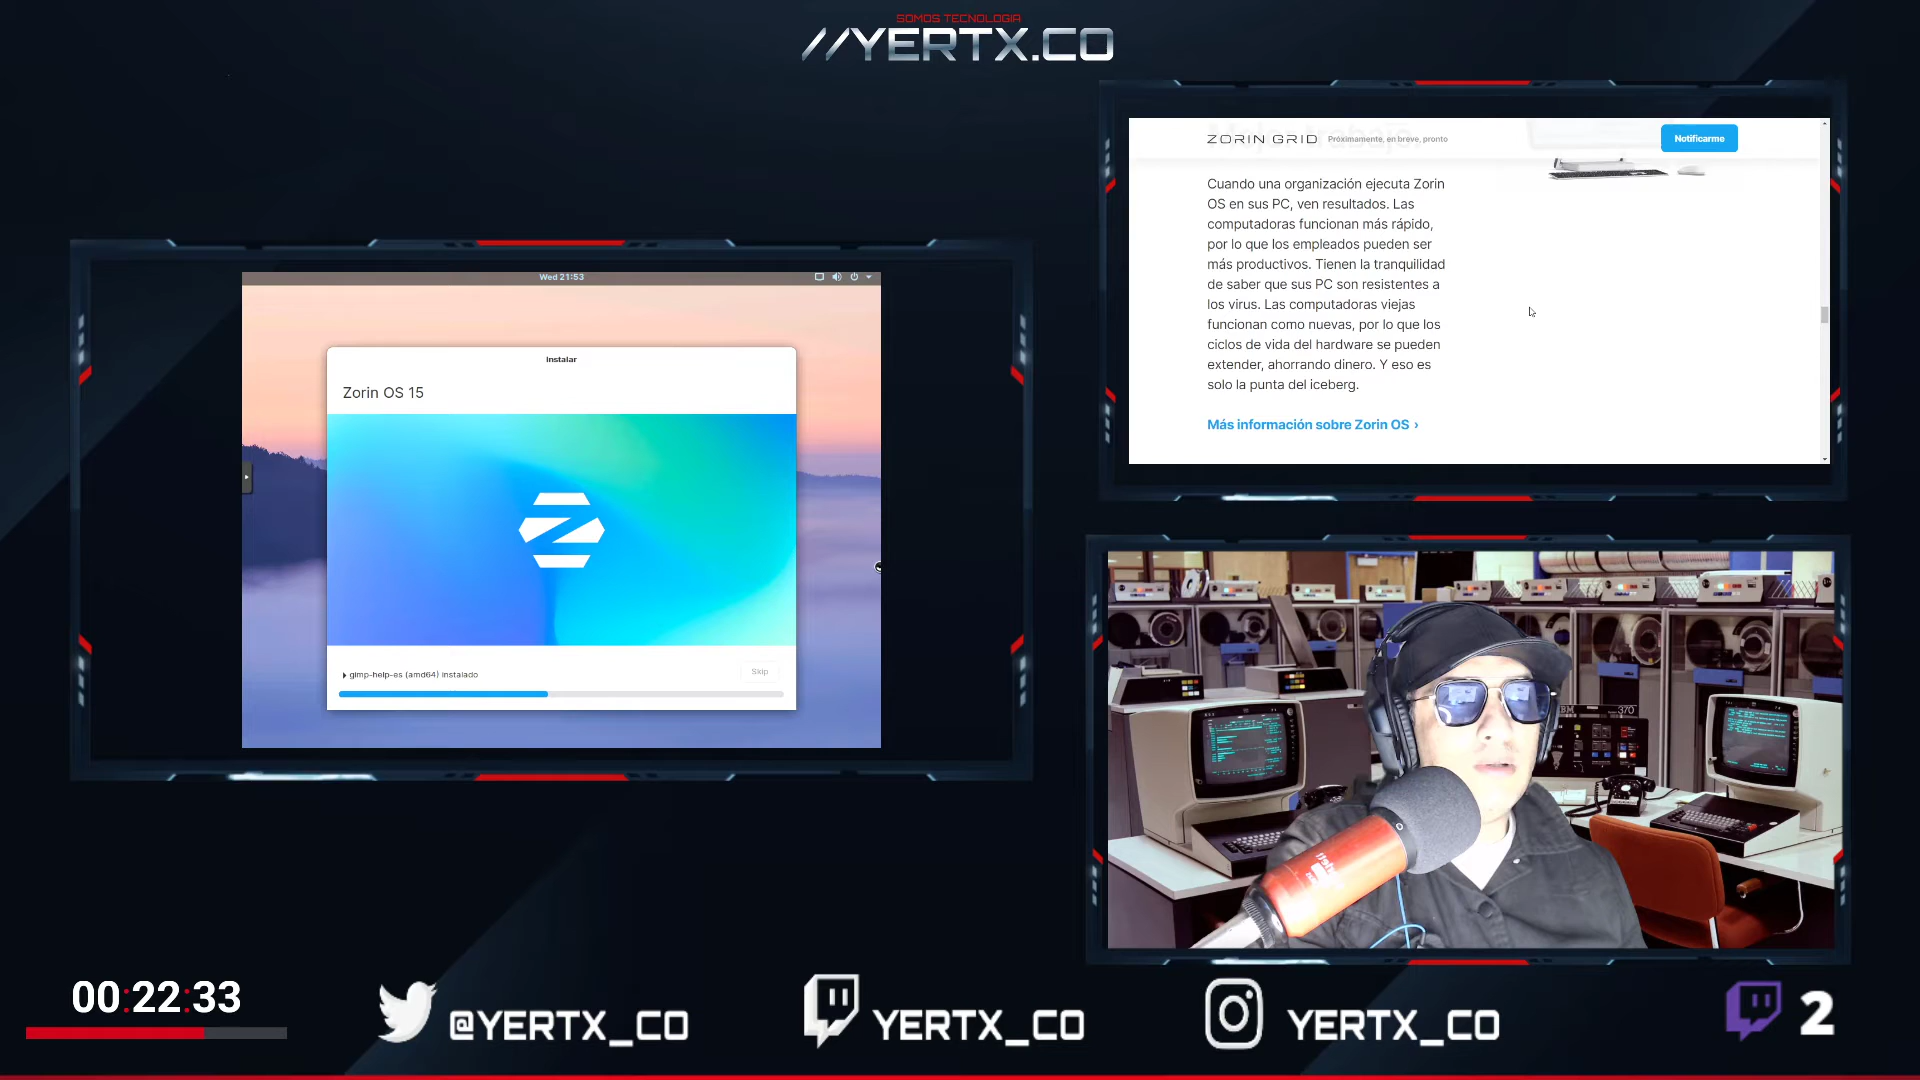 SOMOS TECNOLOGIA
//YERTX.CO
Wed 21:53
Instalar
Zorin OS 15
gimp-help-es (amd64) instalado
Skip
ZORIN GRID
Próximamente, en breve, pronto
Notificarme
Cuando una organización ejecuta Zorin
OS en sus PC, ven resultados. Las
computadoras funcionan más rápido,
por lo que los empleados pueden ser
más productivos. Tienen la tranquilidad
de saber que sus PC son resistentes a
los virus. Las computadoras viejas
funcionan como nuevas, por lo que los
ciclos de vida del hardware se pueden
extender, ahorrando dinero. Y eso es
solo la punta del iceberg.
Más información sobre Zorin OS ›
IBM
370
00:22:33
@YERTX_CO
YERTX_CO
YERTX_CO
2